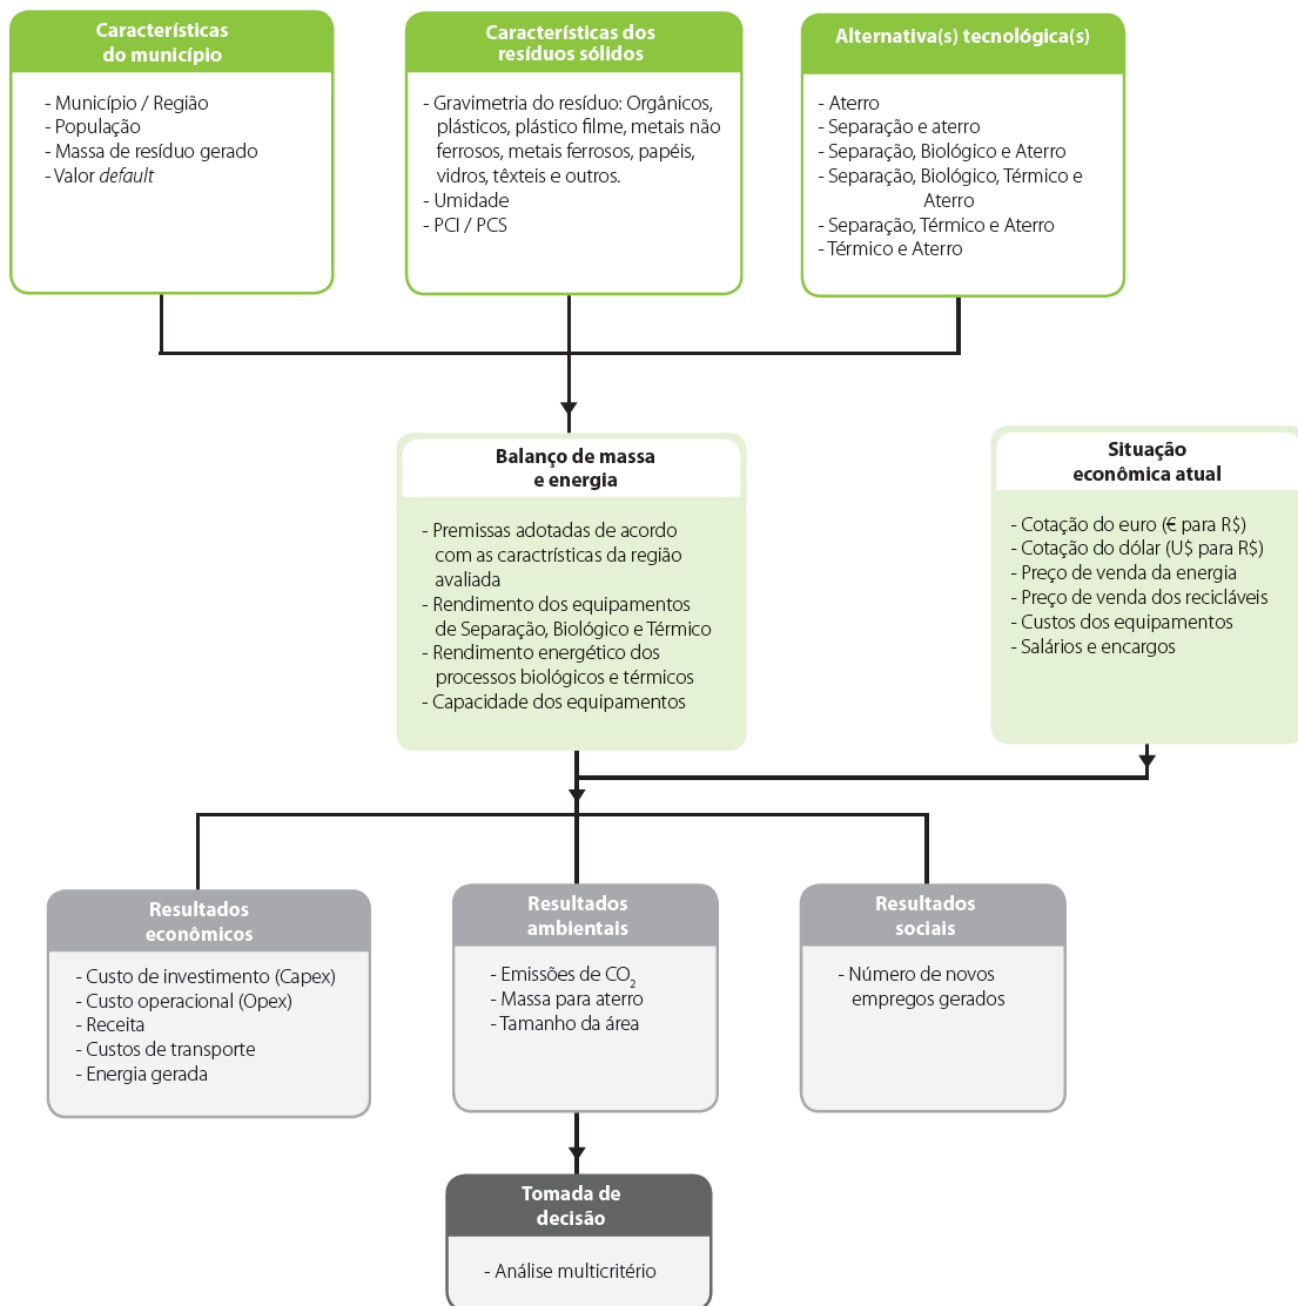 Características
do município
- Município / Região
- População
- Massa de resíduo gerado
- Valor default
Características dos
resíduos sólidos
- Gravimetria do resíduo: Orgânicos,
plásticos, plástico filme, metais não
ferrosos, metais ferrosos, papéis,
vidros, têxteis e outros.
- Umidade
- PCI / PCS
Alternativa(s) tecnológica(s)
- Aterro
- Separação e aterro
- Separação, Biológico e Aterro
- Separação, Biológico, Térmico e
Aterro
- Separação, Térmico e Aterro
- Térmico e Aterro
Balanço de massa
e energia
- Premissas adotadas de acordo
com as caractrísticas da região
avaliada
- Rendimento dos equipamentos
de Separação, Biológico e Térmico
- Rendimento energético dos
processos biológicos e térmicos
- Capacidade dos equipamentos
Situação
econômica atual
- Cotação do euro (€ para R$)
- Cotação do dólar (U$ para R$)
- Preço de venda da energia
- Preço de venda dos recicláveis
- Custos dos equipamentos
- Salários e encargos
Resultados
econômicos
- Custo de investimento (Capex)
- Custo operacional (Opex)
- Receita
- Custos de transporte
- Energia gerada
Resultados
ambientais
- Emissões de CO₂
- Massa para aterro
- Tamanho da área
Resultados
sociais
- Número de novos
empregos gerados
Tomada de
decisão
- Análise multicritério